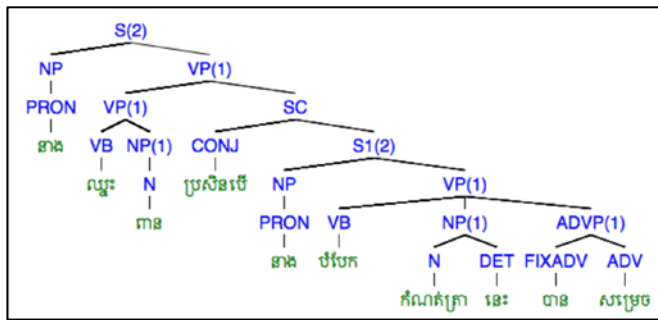 S(2)
NP VP(1)
PRON VP(1) SC
នាង VB NP(1) CONJ S1(2)
ឈ្នះ N ប្រសិនបើ NP VP(1)
ពាន PRON VB NP(1) ADVP(1)
នាង បំបែក N DET FIXADV ADV
កំណត់ត្រា នេះ បាន សម្រេច